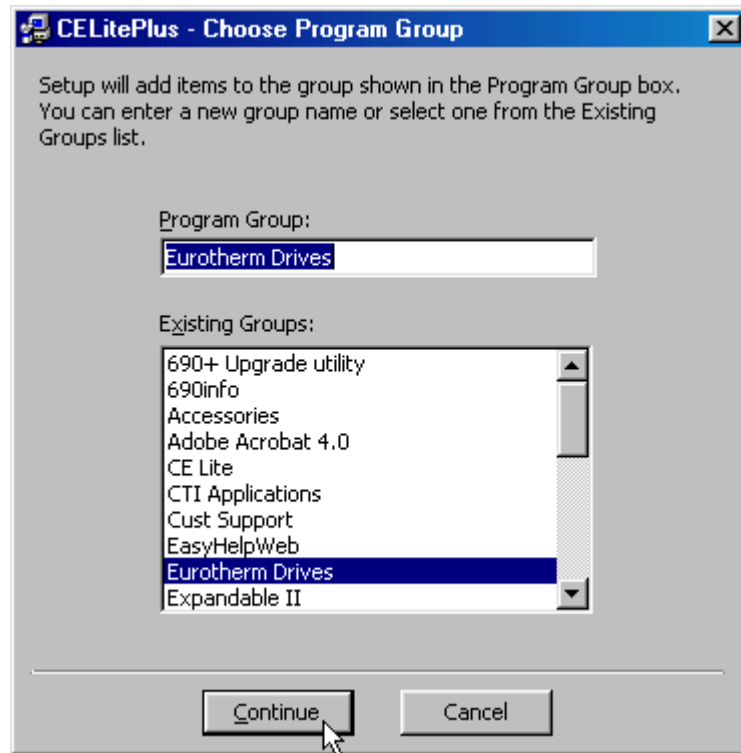 CELitePlus - Choose Program Group
Setup will add items to the group shown in the Program Group box.
You can enter a new group name or select one from the Existing
Groups list.
Program Group:
Eurotherm Drives
Existing Groups:
690+ Upgrade utility
690info
Accessories
Adobe Acrobat 4.0
CE Lite
CTI Applications
Cust Support
EasyHelpWeb
Eurotherm Drives
Expandable II
Continue
Cancel